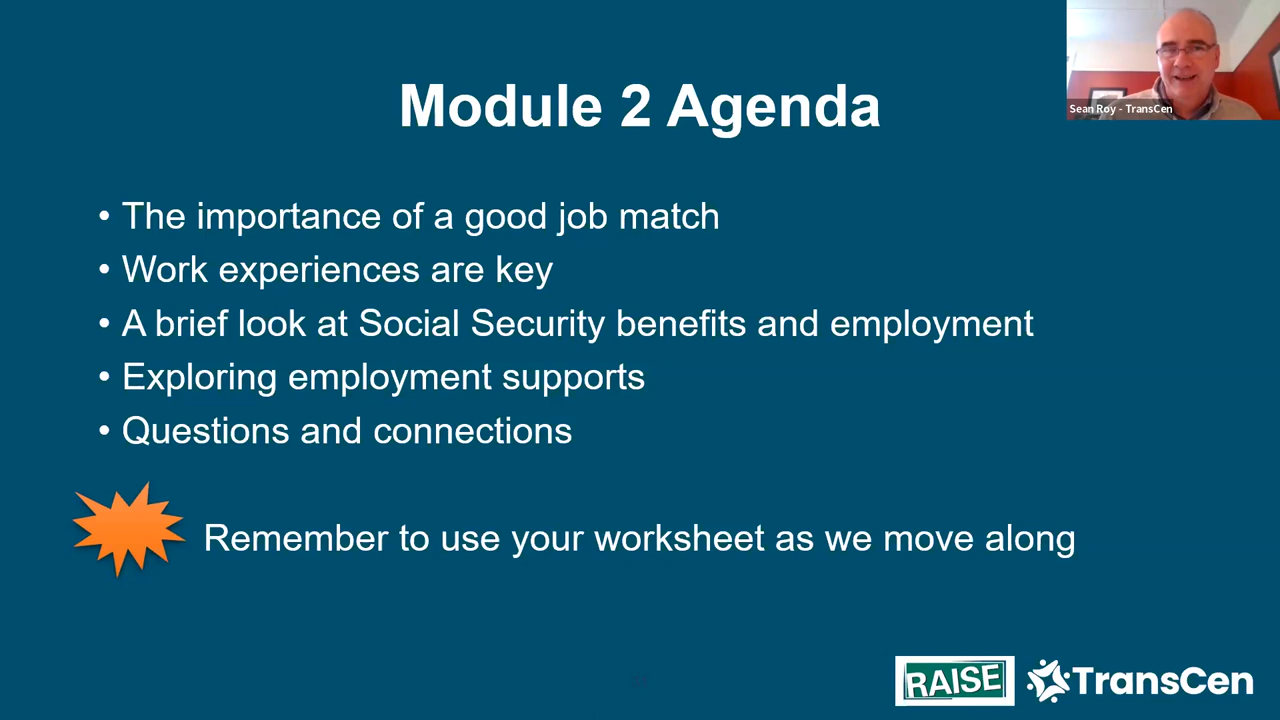 Sean Roy - TransCen
Module 2 Agenda
• The importance of a good job match
• Work experiences are key
• A brief look at Social Security benefits and employment
• Exploring employment supports
• Questions and connections
Remember to use your worksheet as we move along
RAISE
TransCen